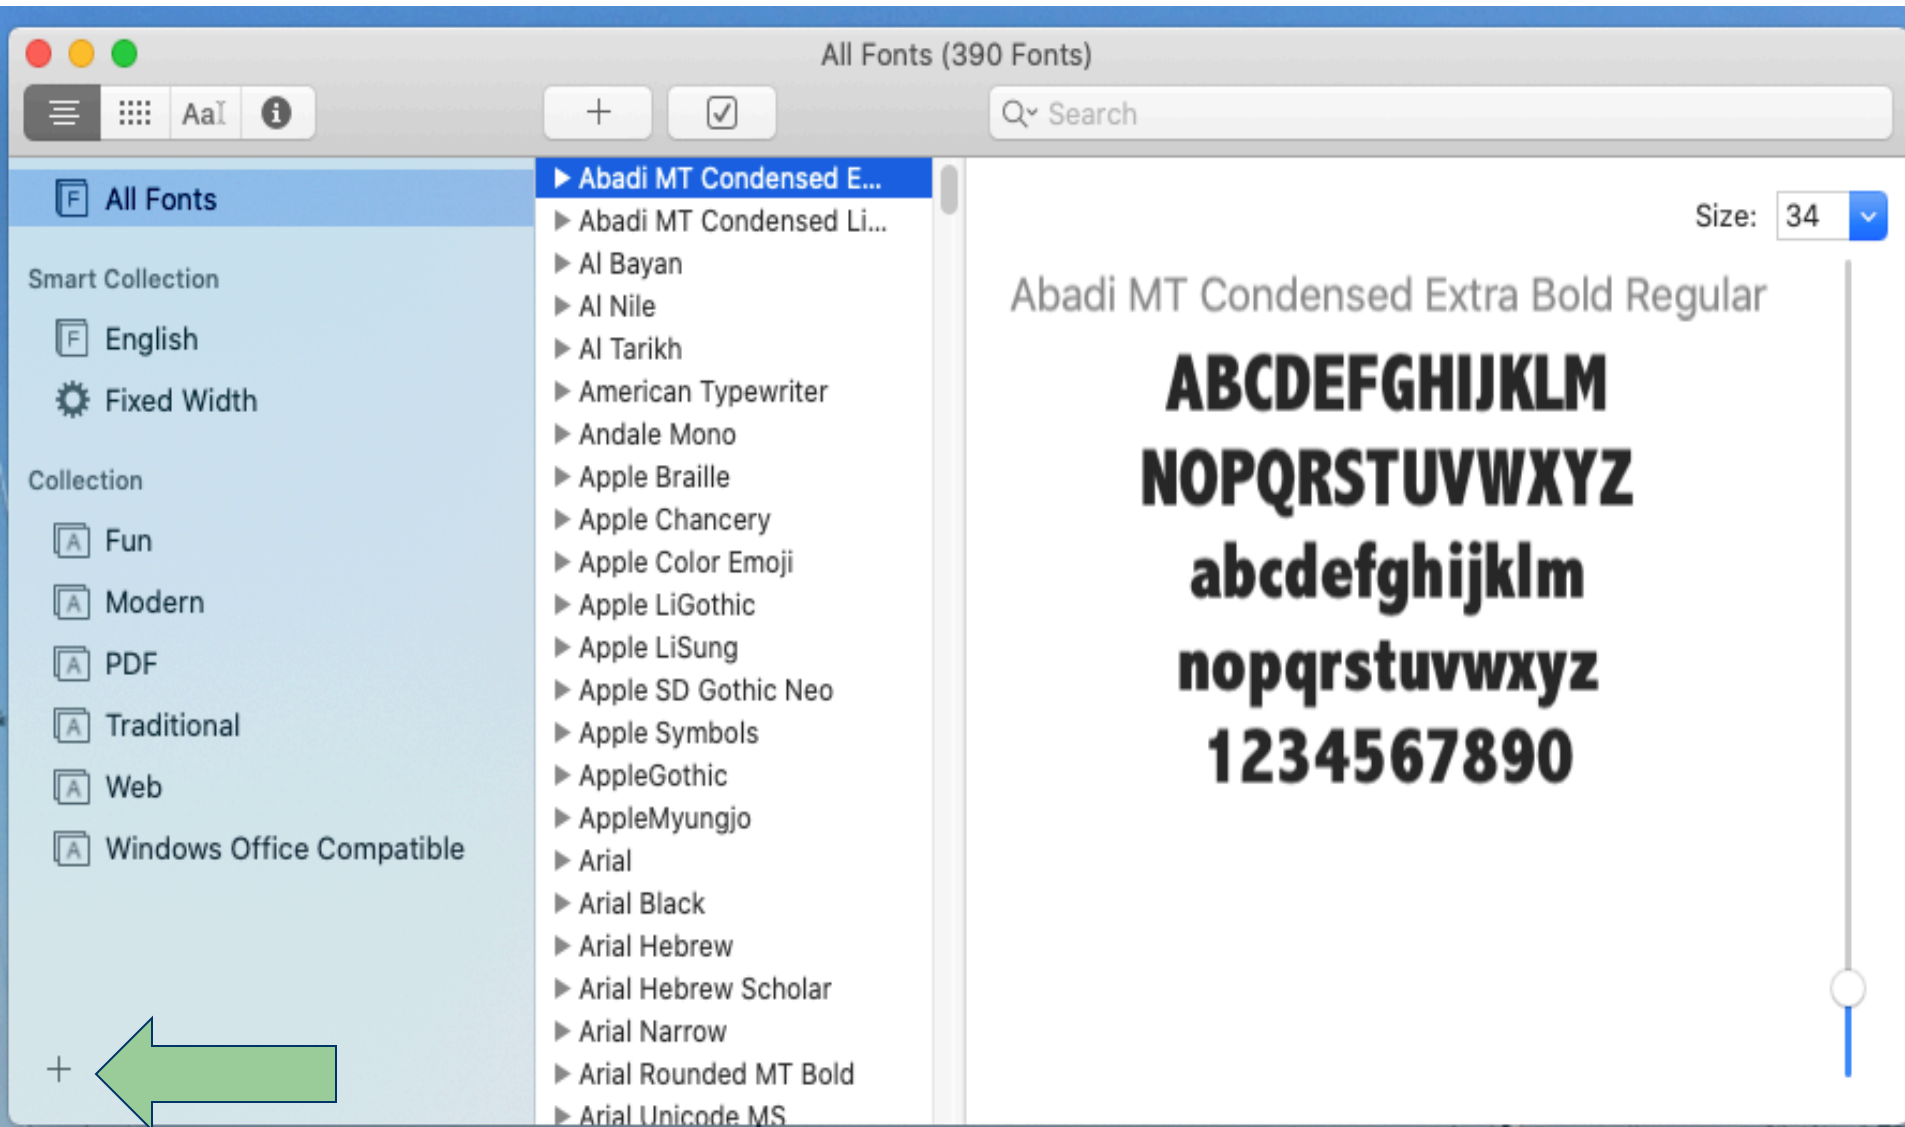 All Fonts (390 Fonts)
Aa
Search
All Fonts
Smart Collection
English
Fixed Width
Collection
Fun
Modern
PDF
Traditional
Web
Windows Office Compatible
Abadi MT Condensed E...
Abadi MT Condensed Li...
Al Bayan
Al Nile
Al Tarikh
American Typewriter
Andale Mono
Apple Braille
Apple Chancery
Apple Color Emoji
Apple LiGothic
Apple LiSung
Apple SD Gothic Neo
Apple Symbols
AppleGothic
AppleMyungjo
Arial
Arial Black
Arial Hebrew
Arial Hebrew Scholar
Arial Narrow
Arial Rounded MT Bold
Arial Unicode MS
Size: 34
Abadi MT Condensed Extra Bold Regular
ABCDEFGHIJKLM
NOPQRSTUVWXYZ
abcdefghijklm
nopqrstuvwxyz
1234567890